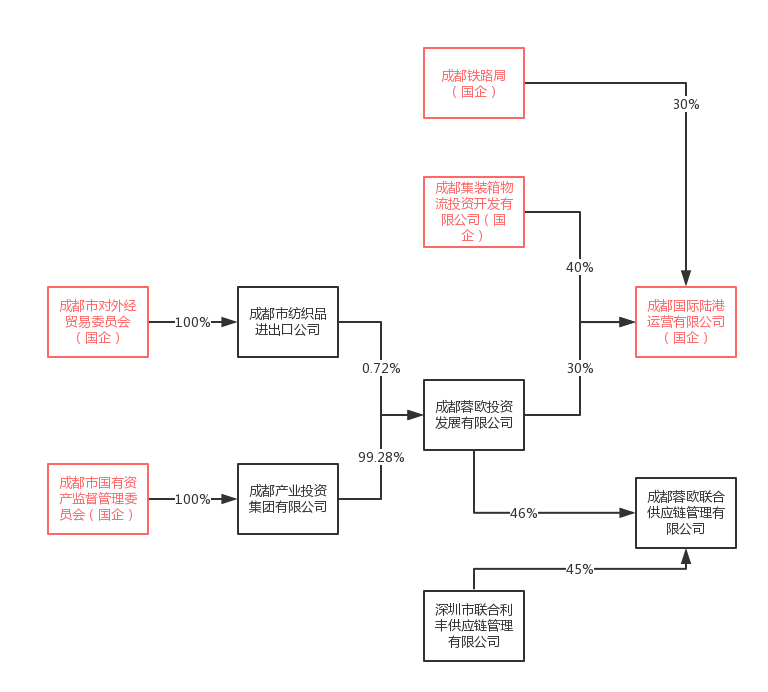 成都铁路局
（国企）
30%
成都集装箱物
流投资开发有
限公司（国
企）
40%
成都市对外经
贸易委员会
（国企）
100%
成都市纺织品
进出口公司
成都国际陆港
运营有限公司
（国企）
0.72%
30%
成都蓉欧投资
发展有限公司
99.28%
成都市国有资
产监督管理委
员会（国企）
100%
成都产业投资
集团有限公司
46%
成都蓉欧联合
供应链管理有
限公司
45%
深圳市联合利
丰供应链管理
有限公司